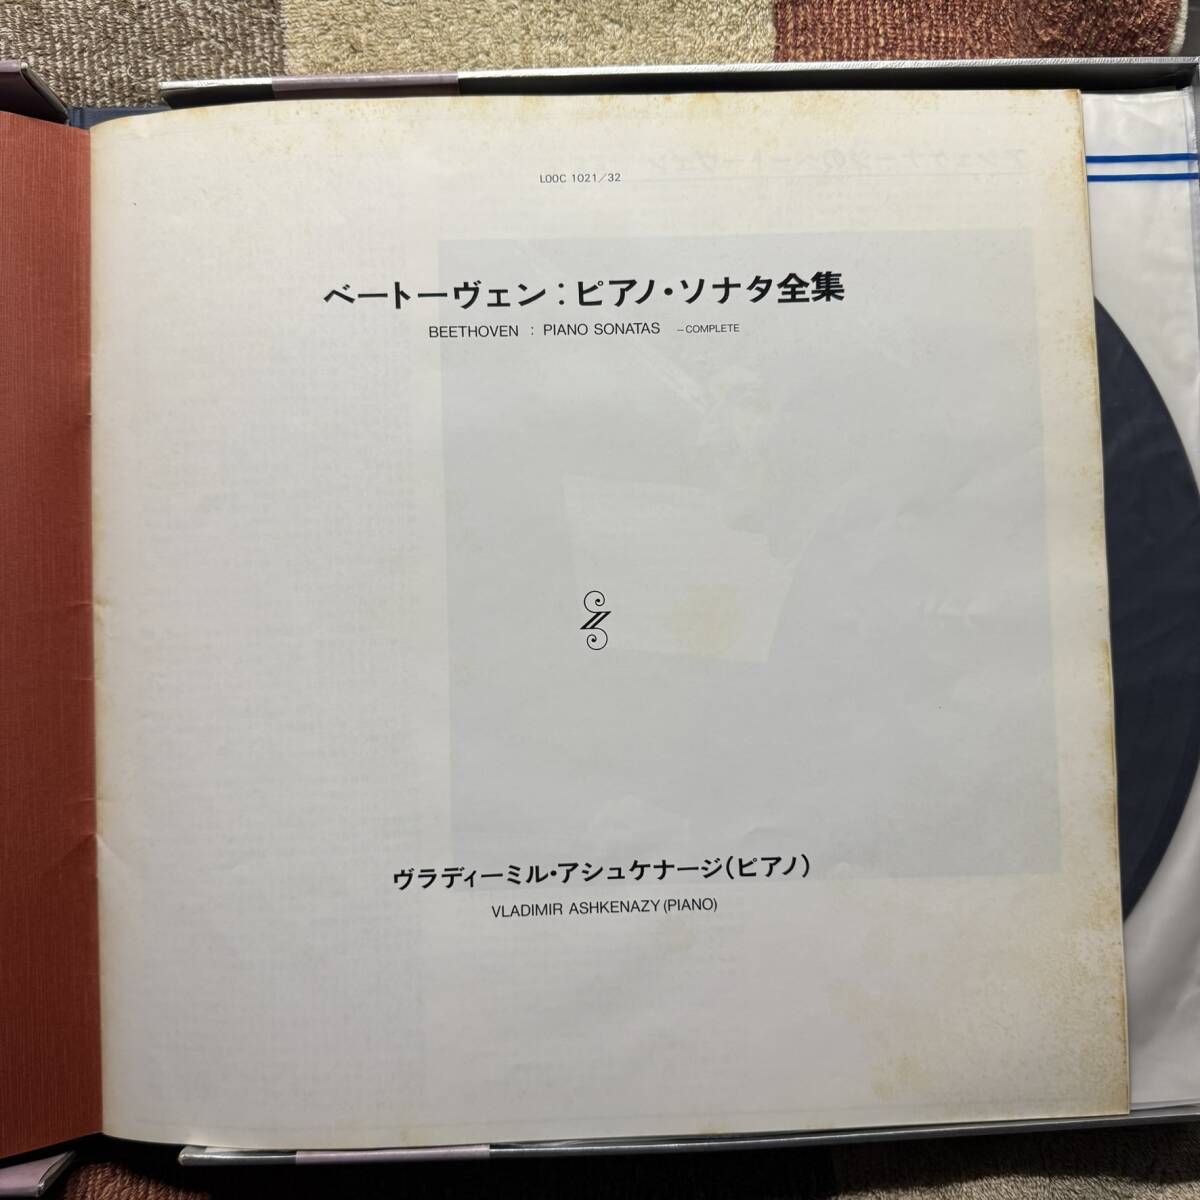 LOOC 1021/32
ベートーヴェン:ピアノ・ソナタ全集
BEETHOVEN : PIANO SONATAS －COMPLETE
ヴラディーミル・アシュケナージ(ピアノ)
VLADIMIR ASHKENAZY (PIANO)